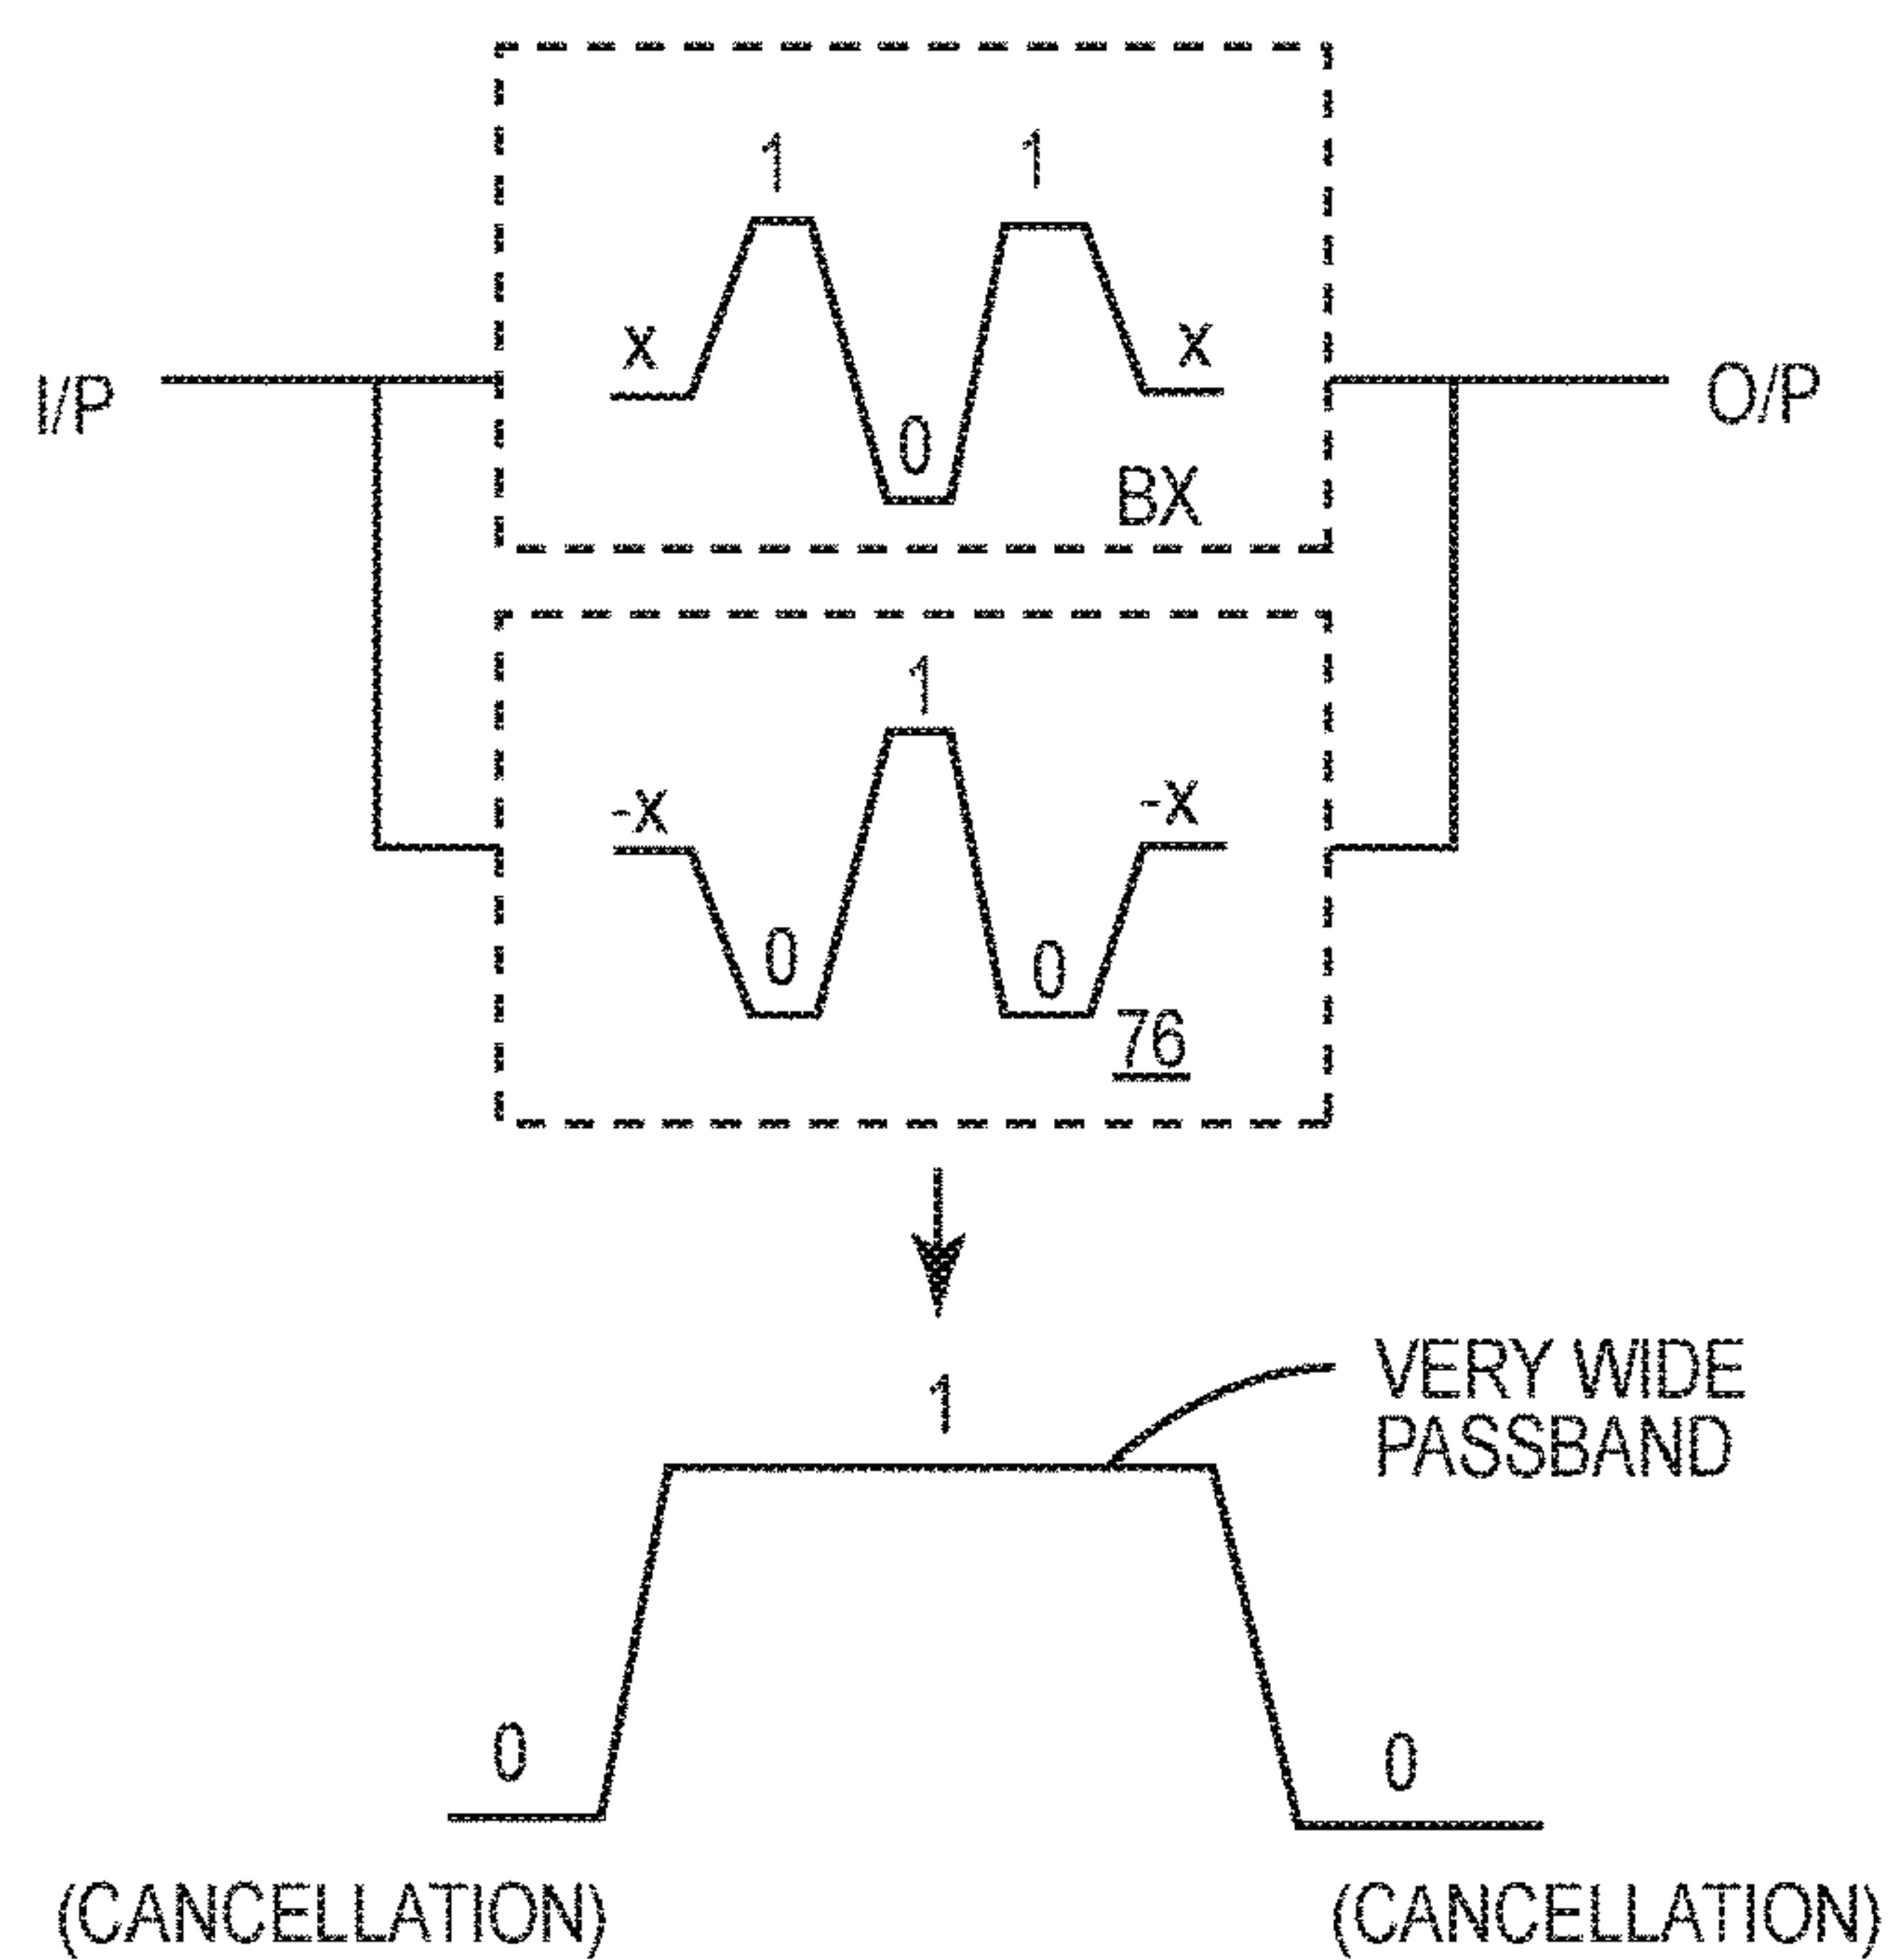 1 1
x x
I/P O/P
0
BX
1
-x -x
0 0
76
1
VERY WIDE
PASSBAND
0 0
(CANCELLATION) (CANCELLATION)